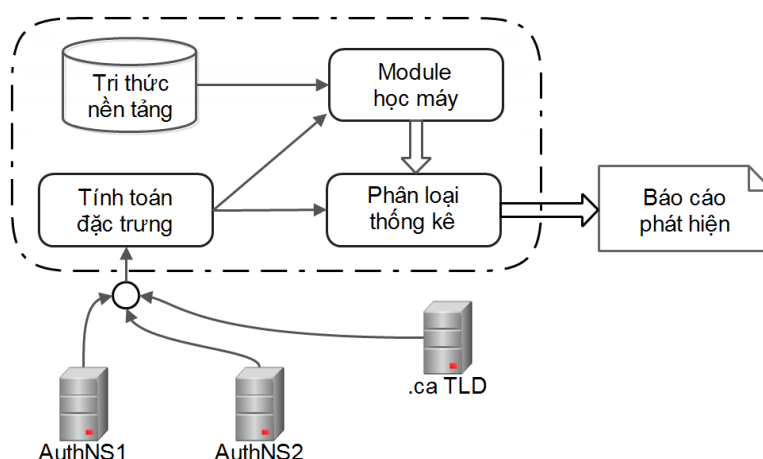 Tri thức
nền tảng
Module
học máy
Tính toán
đặc trưng
Phân loại
thống kê
Báo cáo
phát hiện
.ca TLD
AuthNS1
AuthNS2